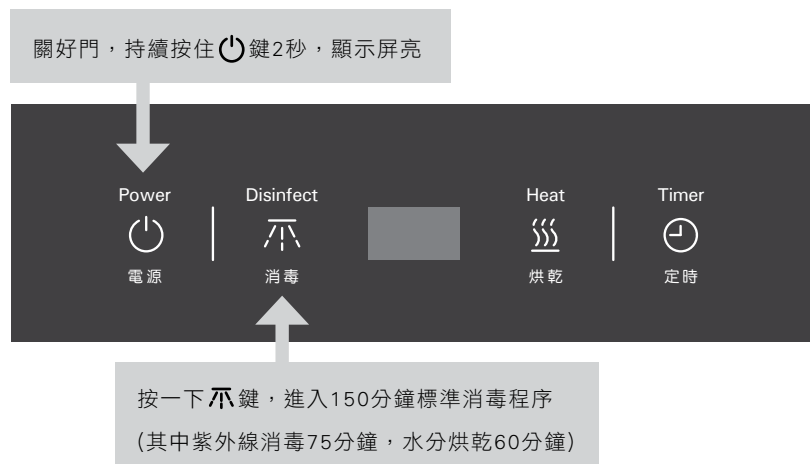 關好門，持續按住鍵2秒，顯示屏亮
Power Disinfect Heat Timer
電源 消毒 烘乾 定時
按一下鍵，進入150分鐘標準消毒程序
(其中紫外線消毒75分鐘，水分烘乾60分鐘)